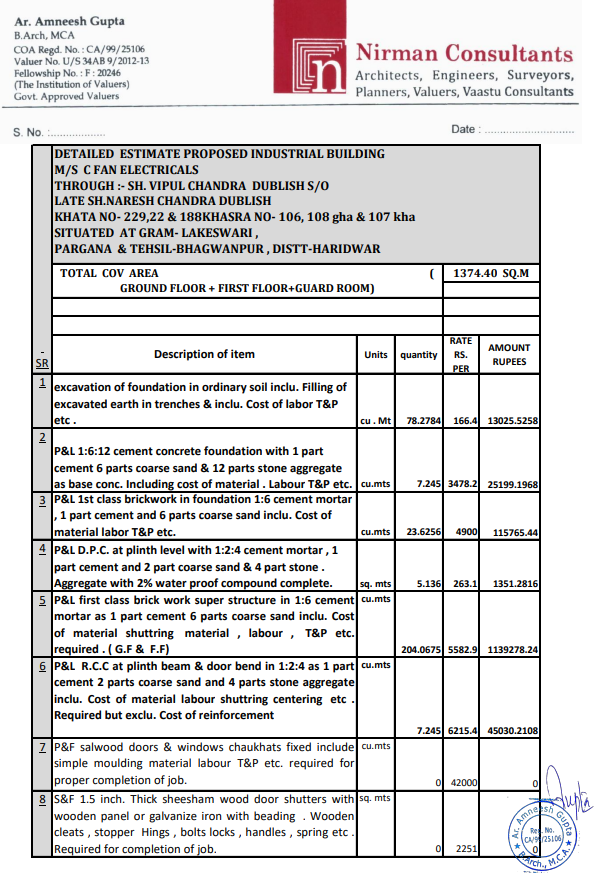 Ar. Amneesh Gupta
B.Arch, MCA
COA Regd. No. : CA/99/25106
Valuer No. U/S 34AB 9/2012-13
Fellowship No. : F : 20246
(The Institution of Valuers)
Govt. Approved Valuers
n
Nirman Consultants
Architects, Engineers, Surveyors,
Planners, Valuers, Vaastu Consultants
S. No. :..................
Date : ..............................
DETAILED ESTIMATE PROPOSED INDUSTRIAL BUILDING
M/S C FAN ELECTRICALS
THROUGH :- SH. VIPUL CHANDRA DUBLISH S/O
LATE SH.NARESH CHANDRA DUBLISH
KHATA NO- 229,22 & 188KHASRA NO- 106, 108 gha & 107 kha
SITUATED AT GRAM- LAKESWARI ,
PARGANA & TEHSIL-BHAGWANPUR , DISTT-HARIDWAR
TOTAL COV AREA ( 1374.40 SQ.M
GROUND FLOOR + FIRST FLOOR+GUARD ROOM)
- SR Description of item Units quantity RATE RS. PER AMOUNT RUPEES
1
excavation of foundation in ordinary soil inclu. Filling of
excavated earth in trenches & inclu. Cost of labor T&P
etc . cu . Mt 78.2784 166.4 13025.5258
2
P&L 1:6:12 cement concrete foundation with 1 part
cement 6 parts coarse sand & 12 parts stone aggregate
as base conc. Including cost of material . Labour T&P etc. cu.mts 7.245 3478.2 25199.1968
3 P&L 1st class brickwork in foundation 1:6 cement mortar
, 1 part cement and 6 parts coarse sand inclu. Cost of
material labor T&P etc. cu.mts 23.6256 4900 115765.44
4 P&L D.P.C. at plinth level with 1:2:4 cement mortar , 1
part cement and 2 part coarse sand & 4 part stone .
Aggregate with 2% water proof compound complete. sq. mts 5.136 263.1 1351.2816
5 P&L first class brick work super structure in 1:6 cement cu.mts
mortar as 1 part cement 6 parts coarse sand inclu. Cost
of material shuttring material , labour , T&P etc.
required . ( G.F & F.F) 204.0675 5582.9 1139278.24
6 P&L R.C.C at plinth beam & door bend in 1:2:4 as 1 part cu.mts
cement 2 parts coarse sand and 4 parts stone aggregate
inclu. Cost of material labour shuttring centering etc .
Required but exclu. Cost of reinforcement
7.245 6215.4 45030.2108
7 P&F salwood doors & windows chaukhats fixed include cu.mts
simple moulding material labour T&P etc. required for
proper completion of job. 0 42000 0
8 S&F 1.5 inch. Thick sheesham wood door shutters with sq. mts
wooden panel or galvanize iron with beading . Wooden
cleats , stopper Hings , bolts locks , handles , spring etc .
Required for completion of job. 0 2251 0
Gupta
Ar. Amneesh Gupta
Reg. No.
CA/99/25106
B.Arch., M.C.A.